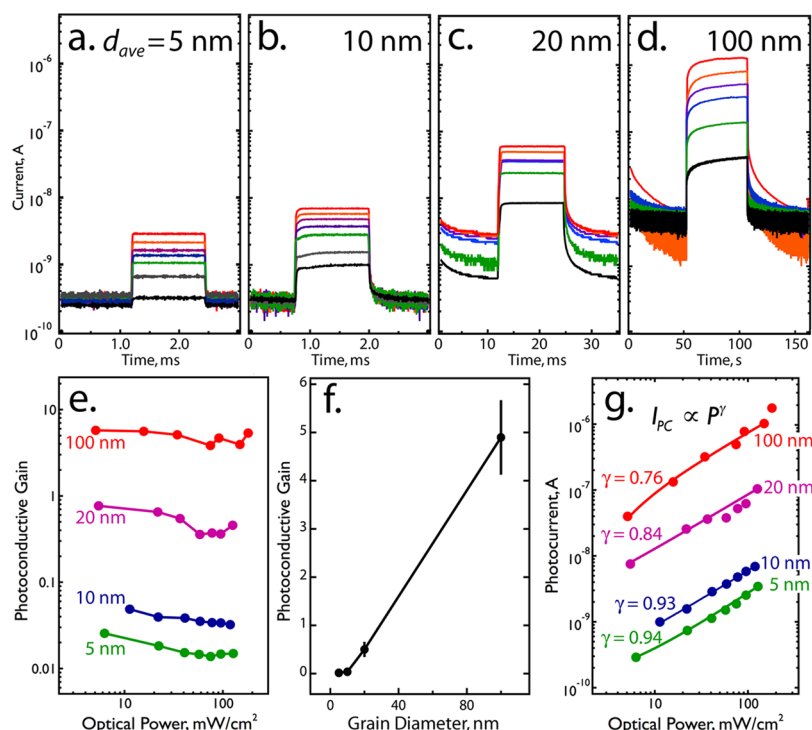 a. d_ave = 5 nm
b. 10 nm
c. 20 nm
d. 100 nm
Current, A
10⁻⁶
10⁻⁷
10⁻⁸
10⁻⁹
10⁻¹⁰
0 1.0 2.0
Time, ms
0 1.0 2.0
Time, ms
0 10 20 30
Time, ms
0 50 100 150
Time, s
e.
Photoconductive Gain
10
1
0.1
0.01
100 nm
20 nm
10 nm
5 nm
10 100
Optical Power, mW/cm²
f.
Photoconductive Gain
6
5
4
3
2
1
0
0 40 80
Grain Diameter, nm
g. I_PC ∝ P^γ
Photocurrent, A
10⁻⁶
10⁻⁷
10⁻⁸
10⁻⁹
10⁻¹⁰
100 nm
γ = 0.76
20 nm
γ = 0.84
10 nm
γ = 0.93
5 nm
γ = 0.94
10 100
Optical Power, mW/cm²